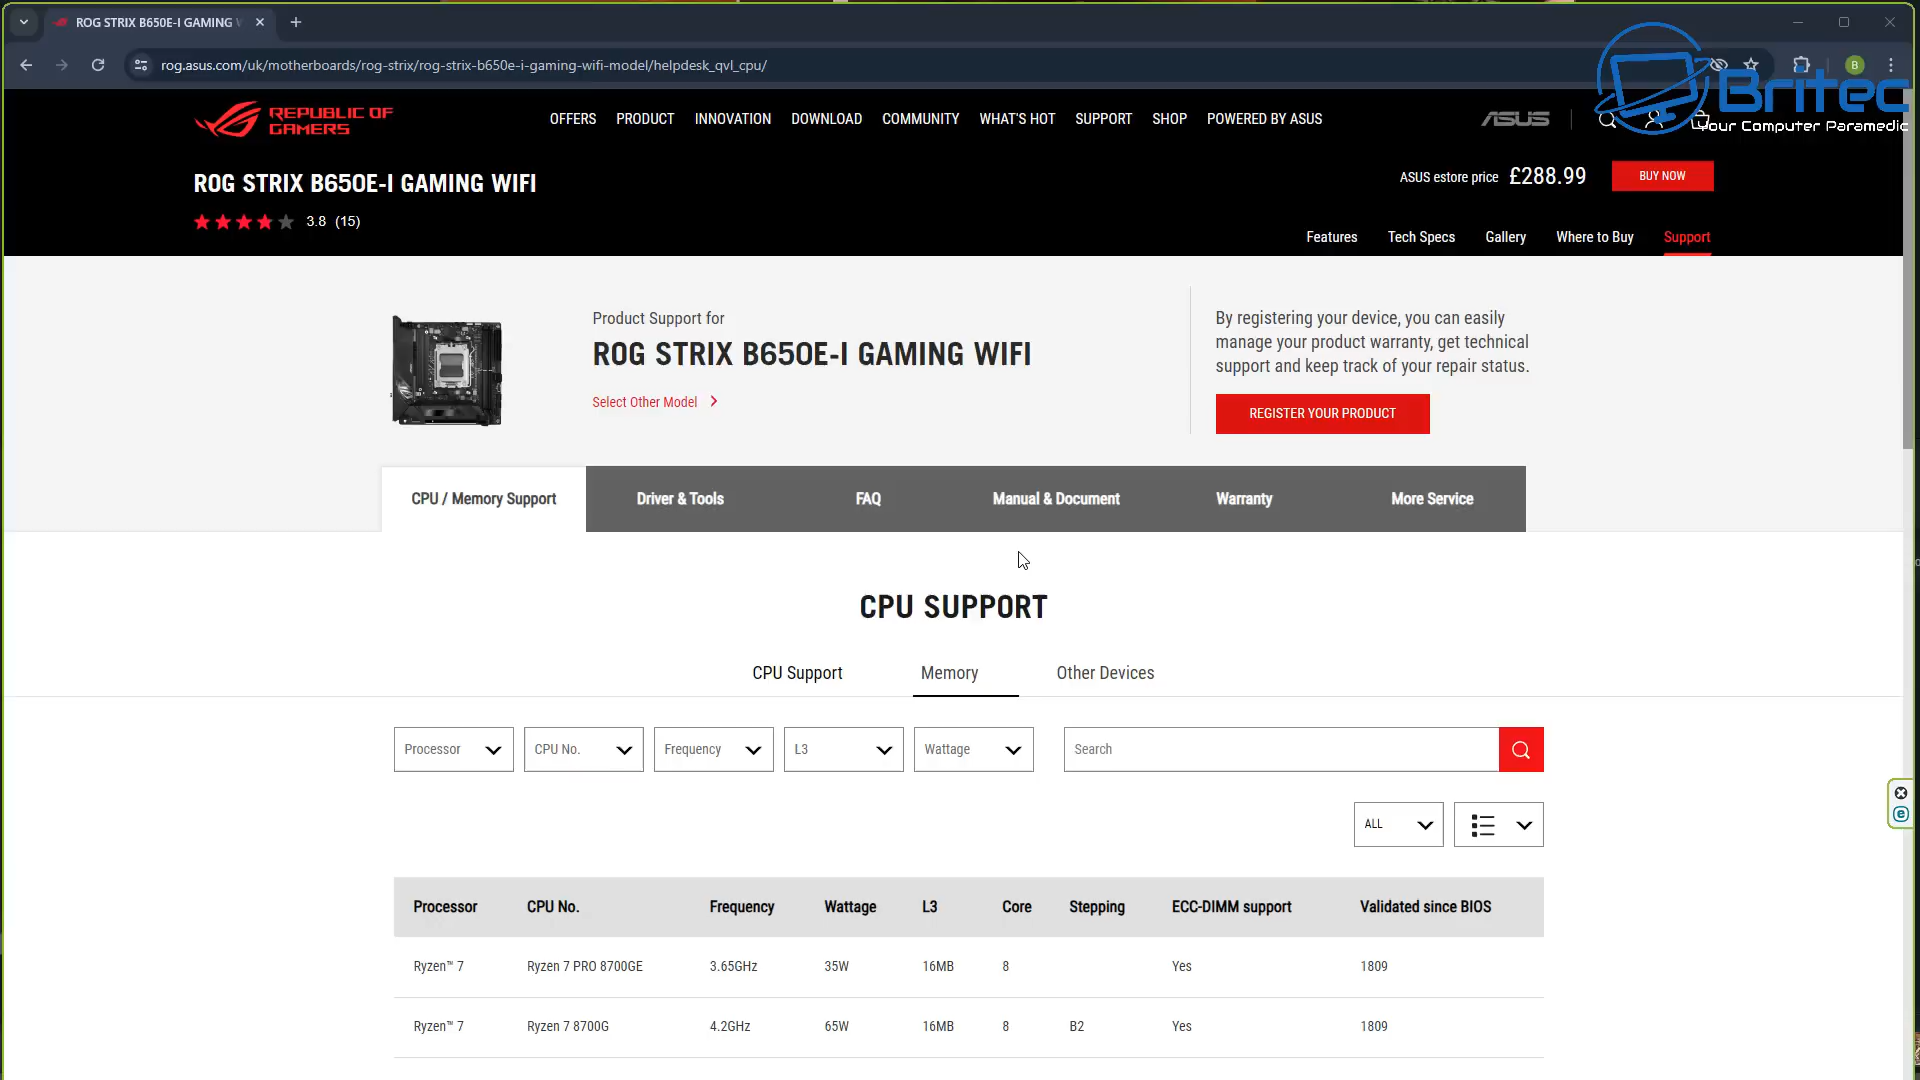 ROG STRIX B650E-I GAMING W
rog.asus.com/uk/motherboards/rog-strix/rog-strix-b650e-i-gaming-wifi-model/helpdesk_qvl_cpu/
B
Britec
Your Computer Paramedic
REPUBLIC OF
GAMERS
OFFERS PRODUCT INNOVATION DOWNLOAD COMMUNITY WHAT'S HOT SUPPORT SHOP POWERED BY ASUS
ASUS
ROG STRIX B650E-I GAMING WIFI
ASUS estore price £288.99 BUY NOW
3.8 (15)
Features Tech Specs Gallery Where to Buy Support
Product Support for
ROG STRIX B650E-I GAMING WIFI
Select Other Model
By registering your device, you can easily
manage your product warranty, get technical
support and keep track of your repair status.
REGISTER YOUR PRODUCT
CPU / Memory Support Driver & Tools FAQ Manual & Document Warranty More Service
CPU SUPPORT
CPU Support Memory Other Devices
Processor CPU No. Frequency L3 Wattage Search
ALL
Processor CPU No. Frequency Wattage L3 Core Stepping ECC-DIMM support Validated since BIOS
Ryzen™ 7 Ryzen 7 PRO 8700GE 3.65GHz 35W 16MB 8 Yes 1809
Ryzen™ 7 Ryzen 7 8700G 4.2GHz 65W 16MB 8 B2 Yes 1809